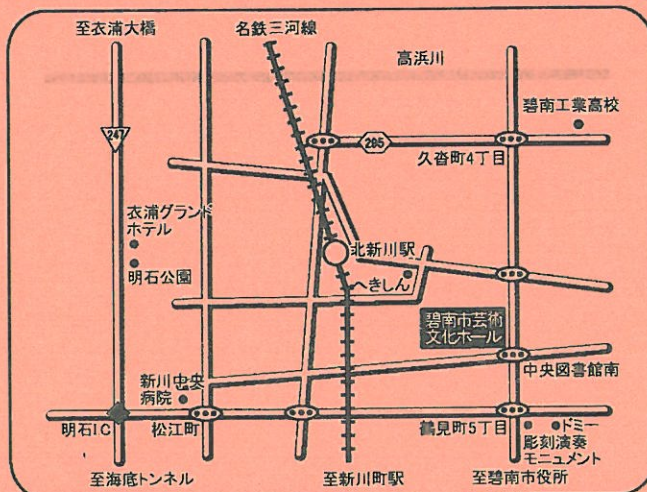 至衣浦大橋
名鉄三河線
高浜川
碧南工業高校
247
285
久沓町4丁目
衣浦グランド
ホテル
明石公園
北新川駅
へきしん
碧南市芸術
文化ホール
中央図書館南
新川中央
病院
明石IC
松江町
鶴見町5丁目
ドミー
彫刻演奏
モニュメント
至海底トンネル
至新川町駅
至碧南市役所